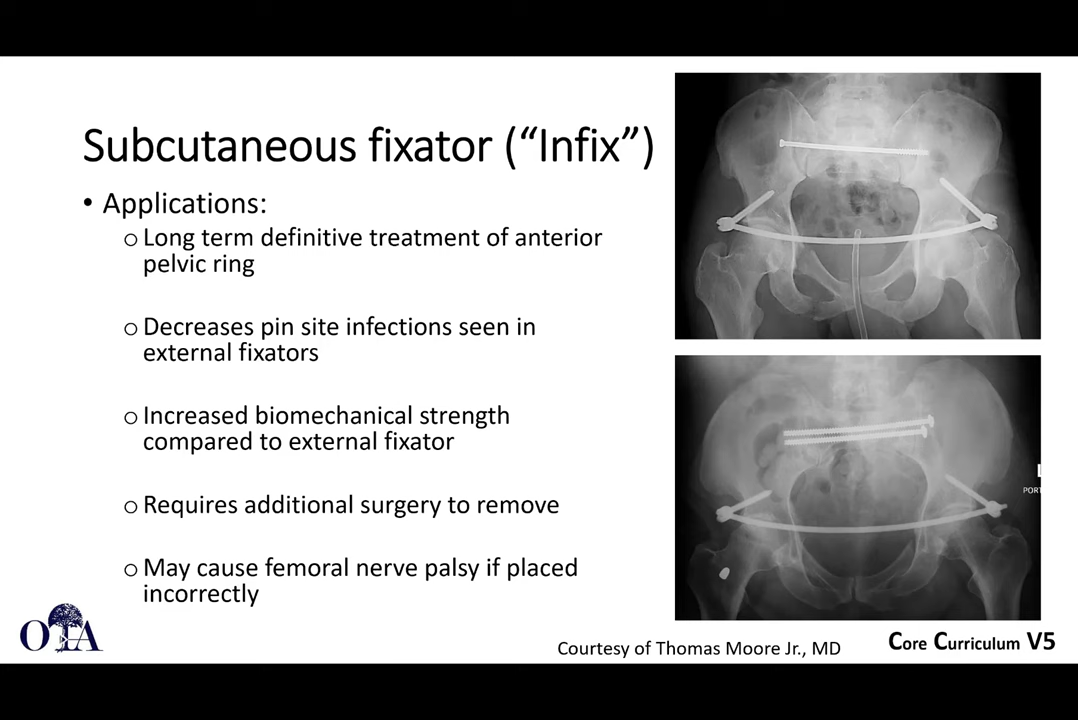 Subcutaneous fixator (“Infix”)
• Applications:
o Long term definitive treatment of anterior
pelvic ring
o Decreases pin site infections seen in
external fixators
o Increased biomechanical strength
compared to external fixator
o Requires additional surgery to remove
o May cause femoral nerve palsy if placed
incorrectly
L
PORT
OTA
Courtesy of Thomas Moore Jr., MD
Core Curriculum V5